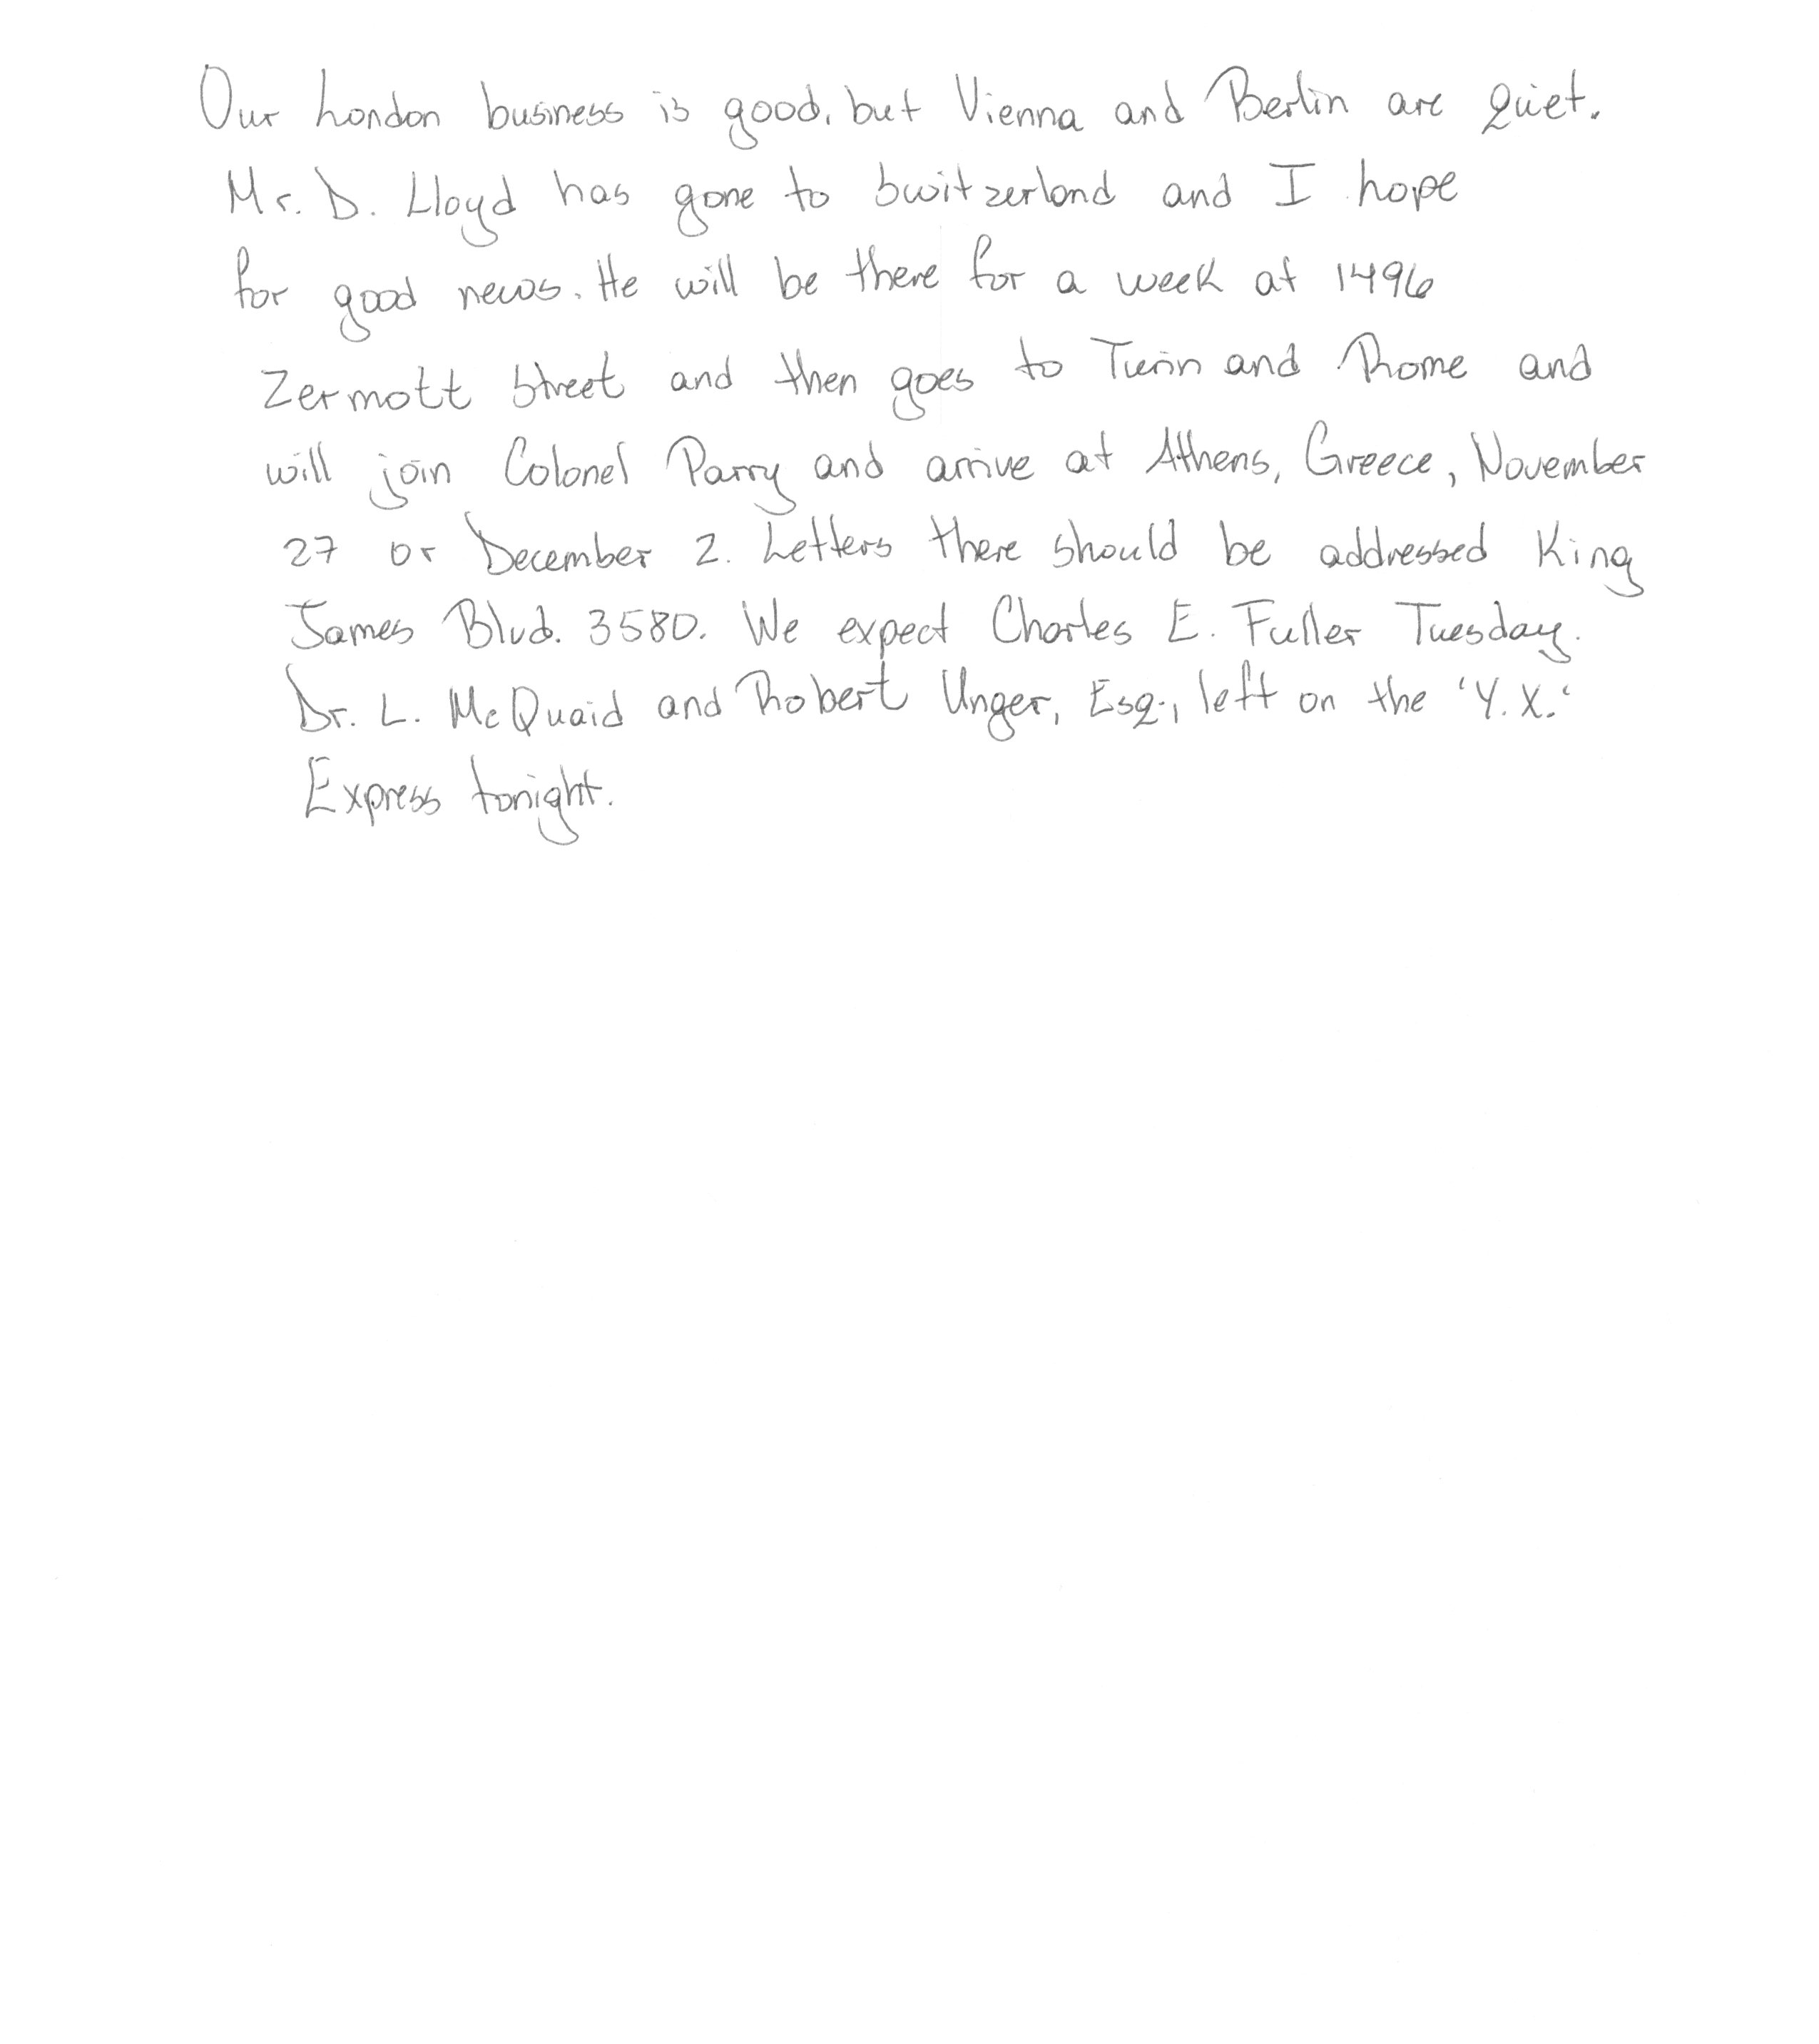 Our London business is good, but Vienna and Berlin are quiet.
Mr. D. Lloyd has gone to Switzerland and I hope
for good news. He will be there for a week at 1496
Zermott Street and then goes to Turin and Rome and
will join Colonel Parry and arrive at Athens, Greece, November
27 or December 2. Letters there should be addressed King
James Blvd. 3580. We expect Charles E. Fuller Tuesday.
Dr. L. McQuaid and Robert Unger, Esq., left on the 'Y.X.'
Express tonight.